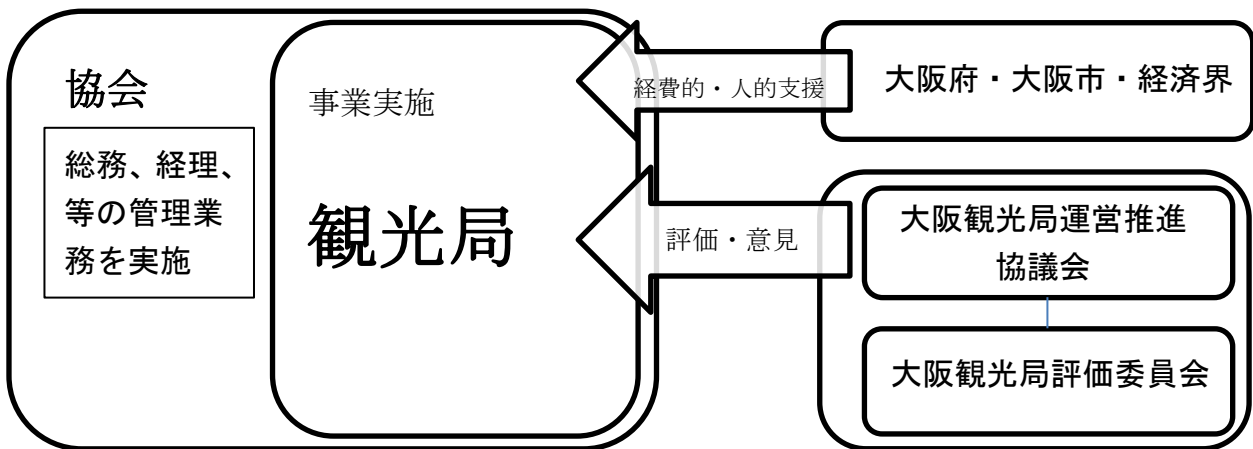 協会
総務、経理、
等の管理業
務を実施
事業実施
観光局
経費的・人的支援
評価・意見
大阪府・大阪市・経済界
大阪観光局運営推進
協議会
大阪観光局評価委員会